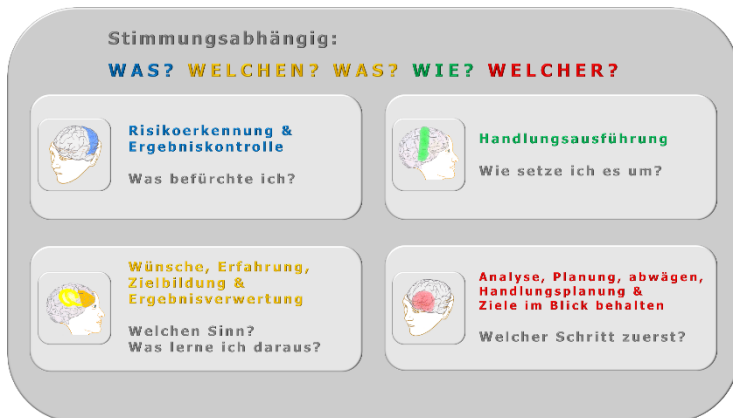 Stimmungsabhängig:
WAS? WELCHEN? WAS? WIE? WELCHER?
Risikoerkennung &
Ergebniskontrolle
Was befürchte ich?
Handlungsausführung
Wie setze ich es um?
Wünsche, Erfahrung,
Zielbildung &
Ergebnisverwertung
Welchen Sinn?
Was lerne ich daraus?
Analyse, Planung, abwägen,
Handlungsplanung &
Ziele im Blick behalten
Welcher Schritt zuerst?